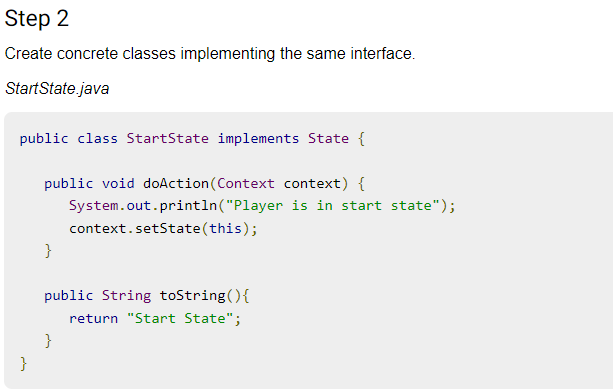 Step 2
Create concrete classes implementing the same interface.
StartState.java
public class StartState implements State {
public void doAction(Context context) {
System.out.println("Player is in start state");
context.setState(this);
}
public String toString(){
return "Start State";
}
}